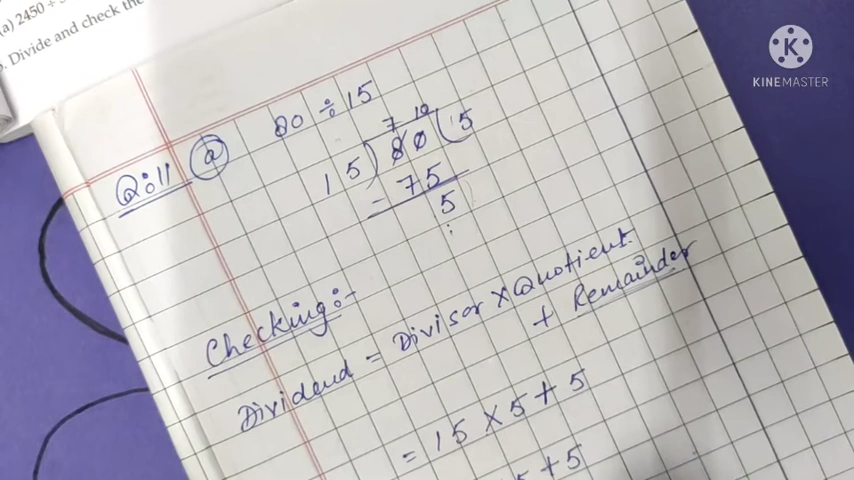 (a) 2450 ÷
Divide and check the
KINEMASTER
Q:11 (a) 80 ÷ 15
7 10
15 ) 80 ( 5
- 75
5
Checking:-
Dividend = Divisor × Quotient
+ Remainder
= 15 × 5 + 5
5 + 5